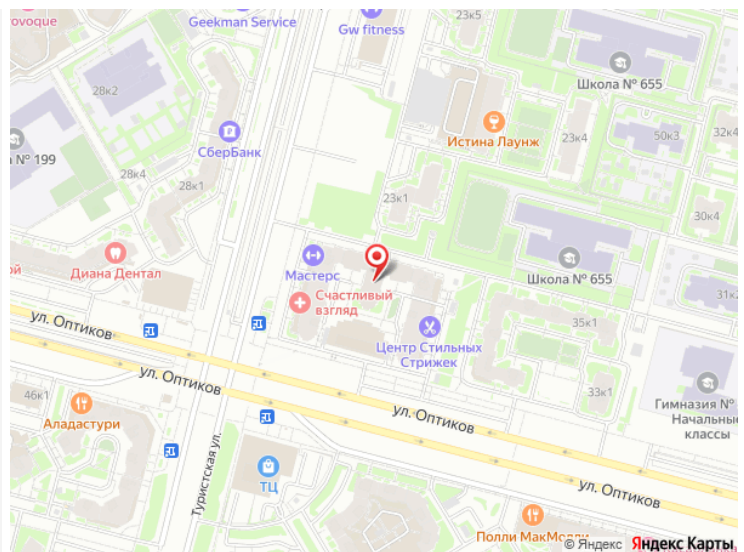 ovoque
Geekman Service
Gw fitness
23к5
Школа № 655
28к2
СберБанк
Истина Лаунж
23к4
50к3
32к4
№ 199
28к4
28к1
23к1
30к4
Диана Дентал
ой
Мастерс
Счастливый
взгляд
Школа № 655
31к2
ул. Оптиков
Центр Стильных
Стрижек
35к1
33к1
Гимназия №
Начальные
классы
ул. Оптиков
46к1
Аладастури
ул. Оптиков
Туристская ул.
ТЦ
ул. Оптиков
Полли МакМолли
© Яндекс Яндекс Карты